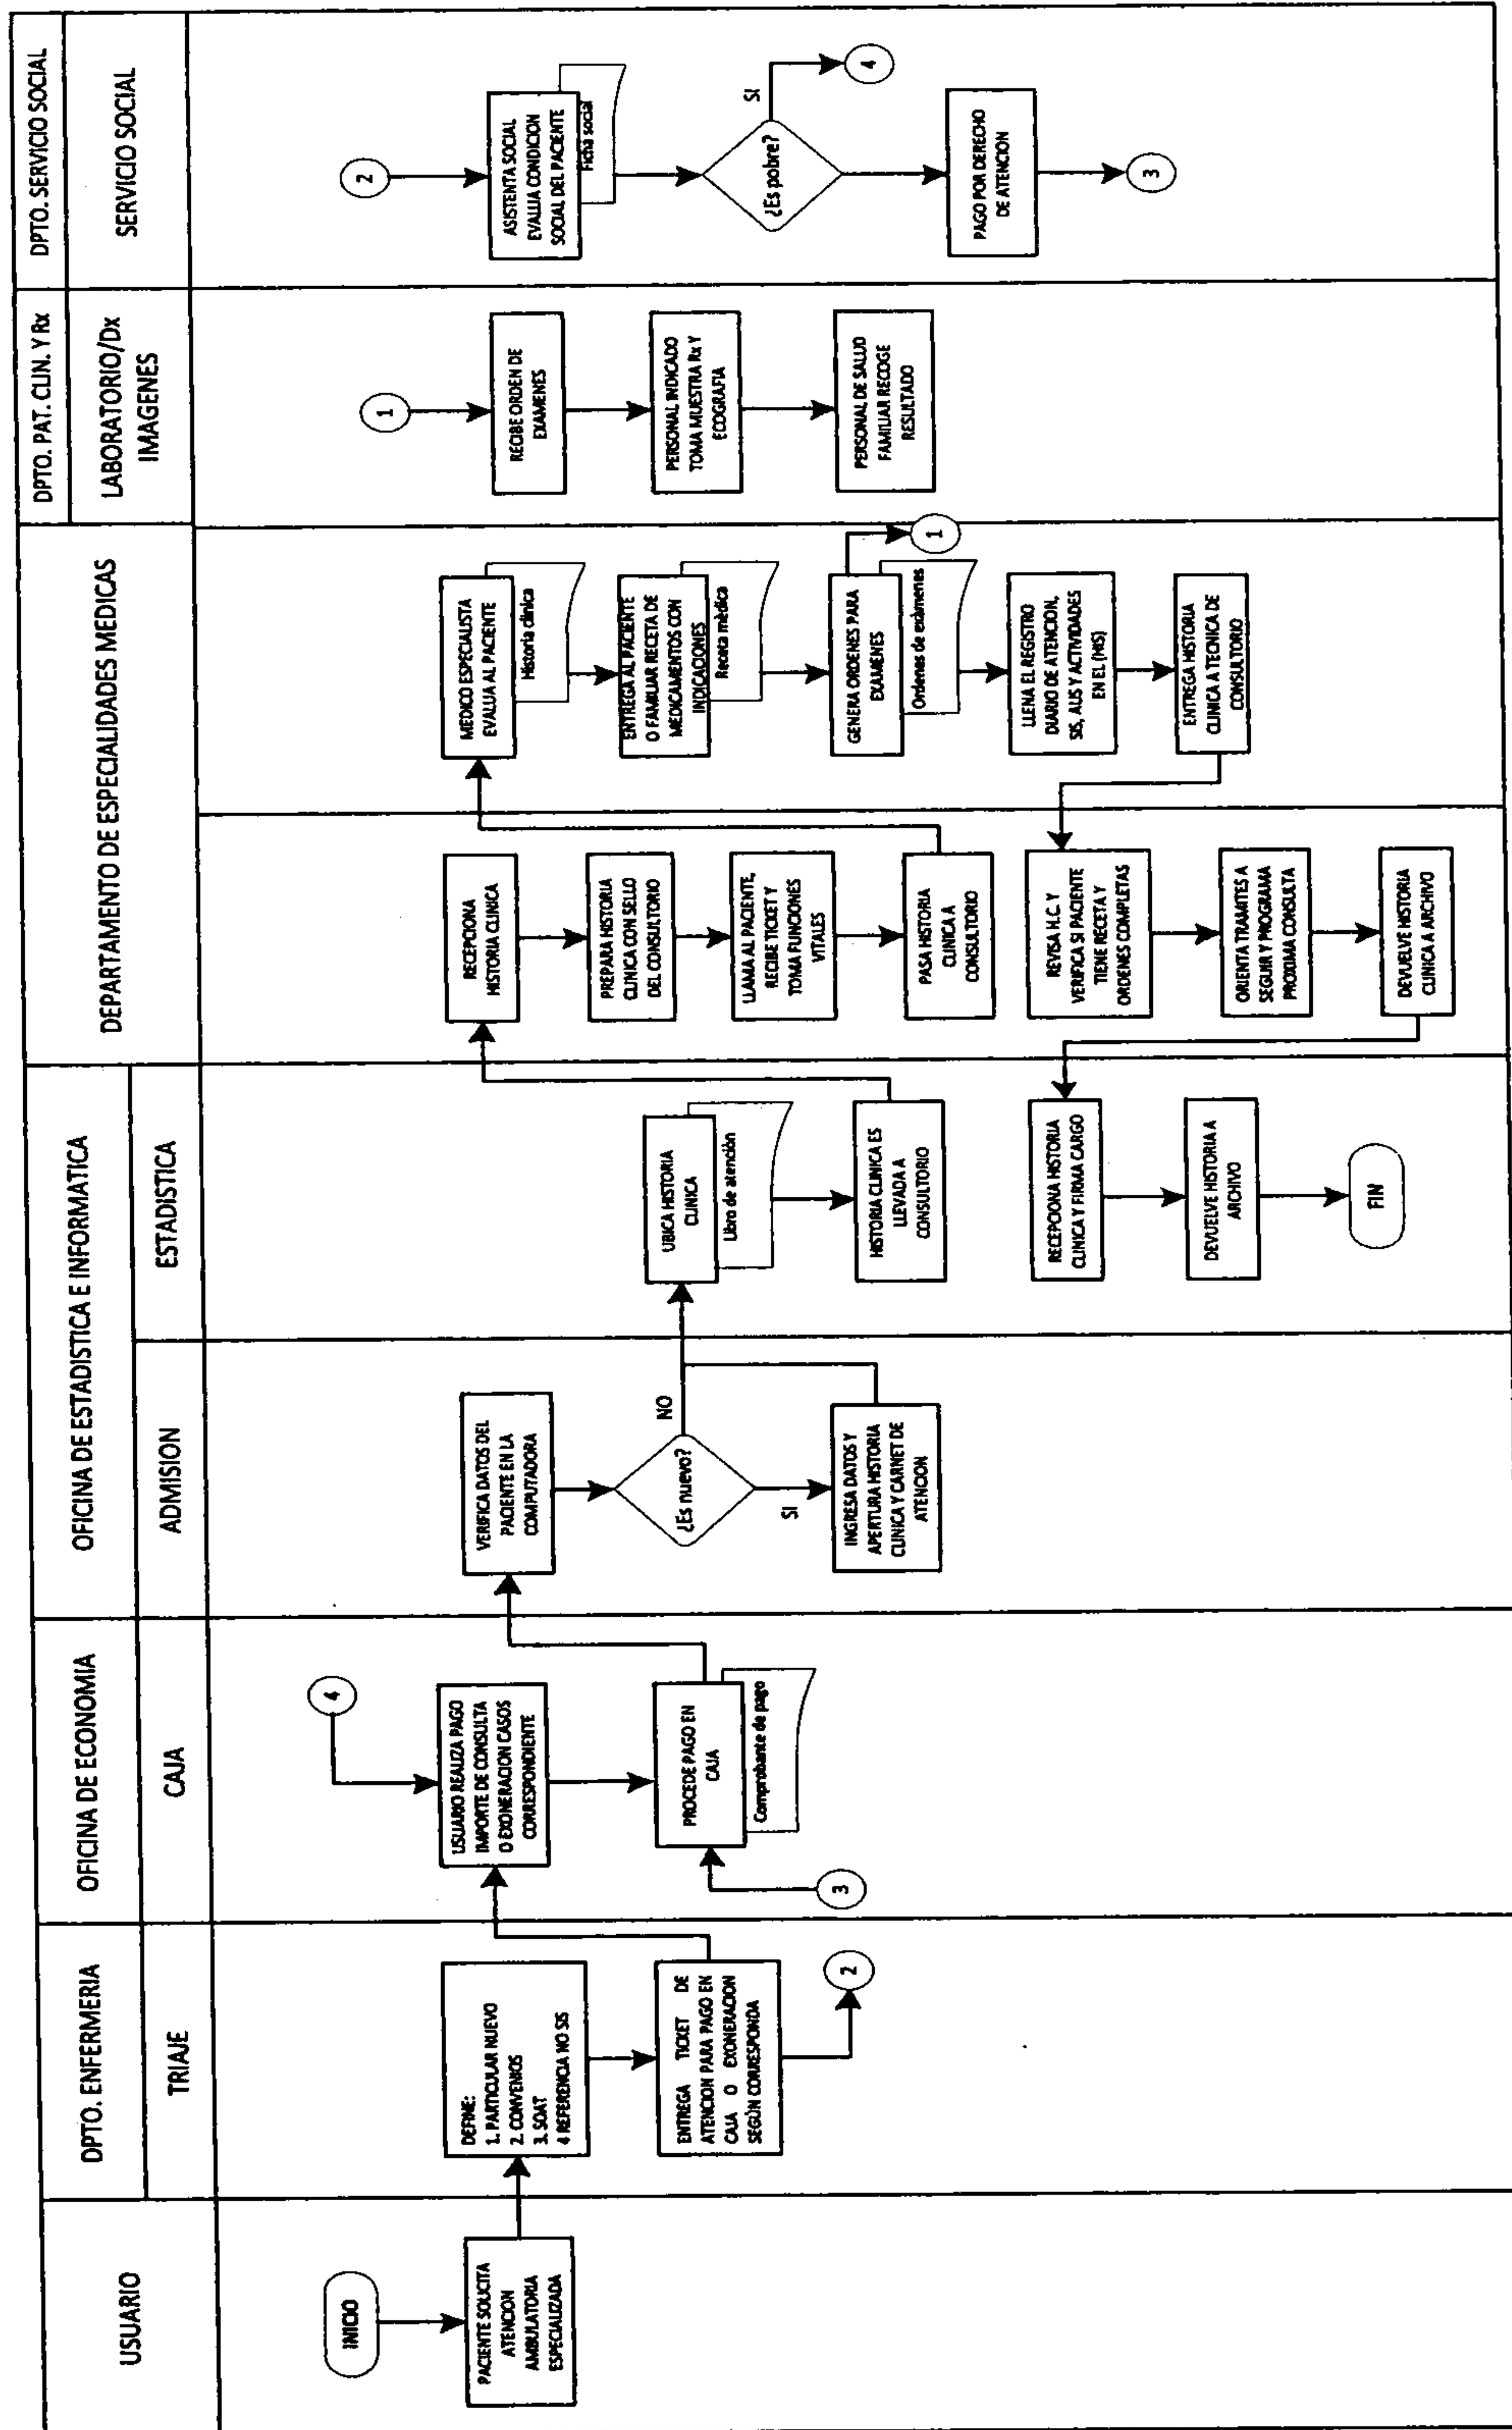 USUARIO
DPTO. ENFERMERIA
OFICINA DE ECONOMIA
OFICINA DE ESTADISTICA E INFORMATICA
DEPARTAMENTO DE ESPECIALIDADES MEDICAS
DPTO. PAT. CLIN. Y Rx
DPTO. SERVICIO SOCIAL
TRIAJE
CAJA
ADMISION
ESTADISTICA
LABORATORIO/Dx
IMAGENES
SERVICIO SOCIAL
INICIO
PACIENTE SOLICITA
ATENCION
AMBULATORIA
ESPECIALIZADA
DEFINE:
1. PARTICULAR NUEVO
2. CONVENIOS
3. SOAT
4 REFERENCIA NO SIS
ENTREGA TICKET DE
ATENCION PARA PAGO EN
CAJA O EXONERACION
SEGÚN CORRESPONDA
2
4
USUARIO REALIZA PAGO
IMPORTE DE CONSULTA
O EXONERACION CASOS
CORRESPONDIENTE
PROCEDE PAGO EN
CAJA
Comprobante de pago
3
VERIFICA DATOS DEL
PACIENTE EN LA
COMPUTADORA
¿Es nuevo?
NO
SI
INGRESA DATOS Y
APERTURA HISTORIA
CLINICA Y CARNET DE
ATENCION
UBICA HISTORIA
CLINICA
Libro de atención
HISTORIA CLINICA ES
LLEVADA A
CONSULTORIO
RECEPCIONA HISTORIA
CLINICA Y FIRMA CARGO
DEVUELVE HISTORIA A
ARCHIVO
FIN
RECEPCIONA
HISTORIA CLINICA
PREPARA HISTORIA
CLINICA CON SELLO
DEL CONSULTORIO
LLAMA AL PACIENTE,
RECIBE TICKET Y
TOMA FUNCIONES
VITALES
PASA HISTORIA
CLINICA A
CONSULTORIO
REVISA H.C. Y
VERIFICA SI PACIENTE
TIENE RECETA Y
ORDENES COMPLETAS
ORIENTA TRAMITES A
SEGUIR Y PROGRAMA
PROXIMA CONSULTA
DEVUELVE HISTORIA
CLINICA A ARCHIVO
MEDICO ESPECIALISTA
EVALUA AL PACIENTE
Historia clinica
ENTREGA AL PACIENTE
O FAMILIAR RECETA DE
MEDICAMENTOS CON
INDICACIONES
Receta mèdica
GENERA ORDENES PARA
EXAMENES
Ordenes de exàmenes
1
LLENA EL REGISTRO
DIARIO DE ATENCION,
SIS, AUS Y ACTIVIDADES
EN EL (HIS)
ENTREGA HISTORIA
CLINICA A TECNICA DE
CONSULTORIO
1
RECIBE ORDEN DE
EXAMENES
PERSONAL INDICADO
TOMA MUESTRA Rx Y
ECOGRAFIA
PERSONAL DE SALUD
FAMILIAR RECOGE
RESULTADO
2
ASISTENTA SOCIAL
EVALUA CONDICION
SOCIAL DEL PACIENTE
Ficha social
¿Es pobre?
SI
4
PAGO POR DERECHO
DE ATENCION
3